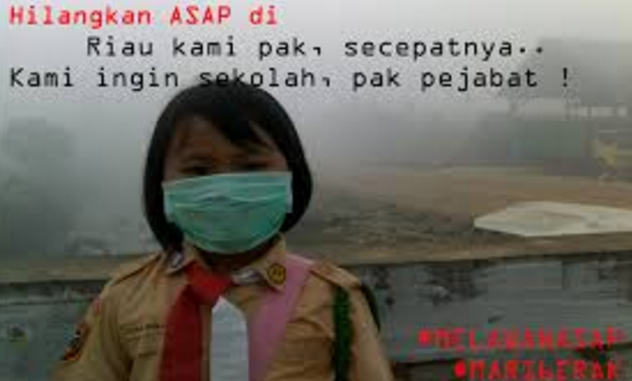 Hilangkan ASAP di
Riau kami pak, secepatnya..
Kami ingin sekolah, pak pejabat !
#MELAWANASAP